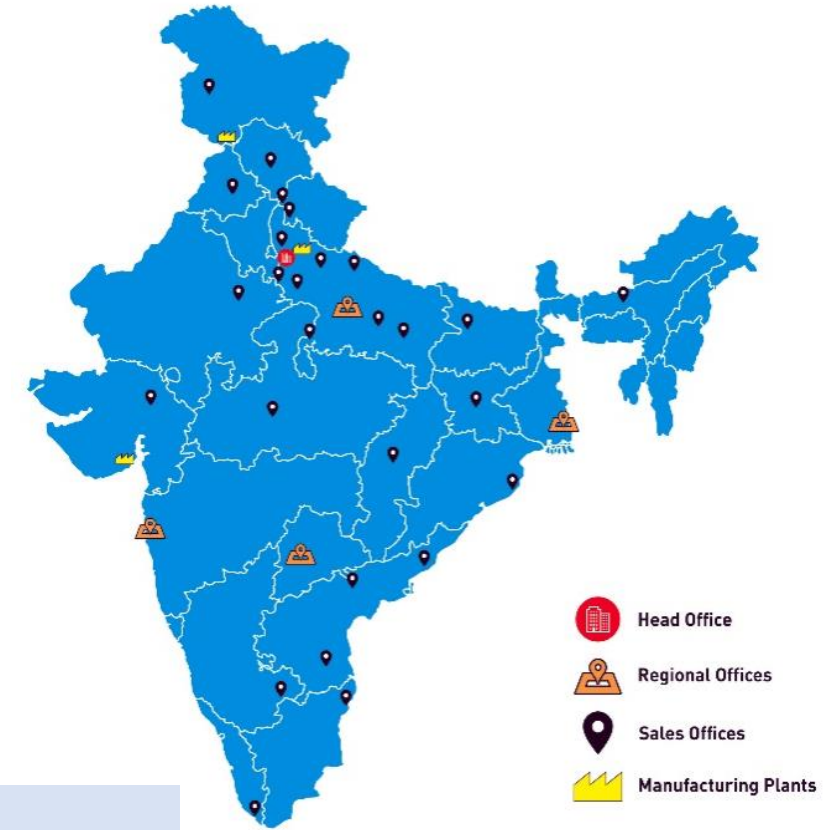 Head Office
Regional Offices
Sales Offices
Manufacturing Plants